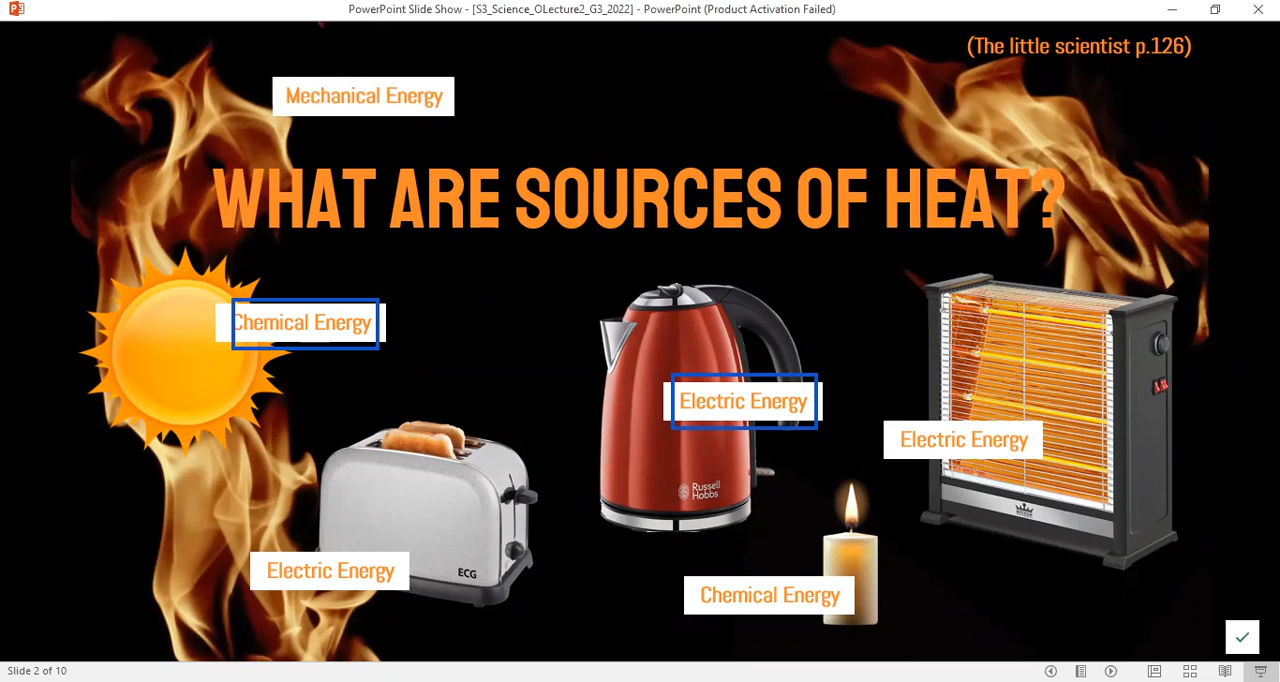 PowerPoint Slide Show - [S3_Science_OLecture2_G3_2022] - PowerPoint (Product Activation Failed)
(The little scientist p.126)
Mechanical Energy
WHAT ARE SOURCES OF HEAT?
Chemical Energy
Electric Energy
Electric Energy
Russell
Hobbs
Electric Energy
ECG
Chemical Energy
Slide 2 of 10